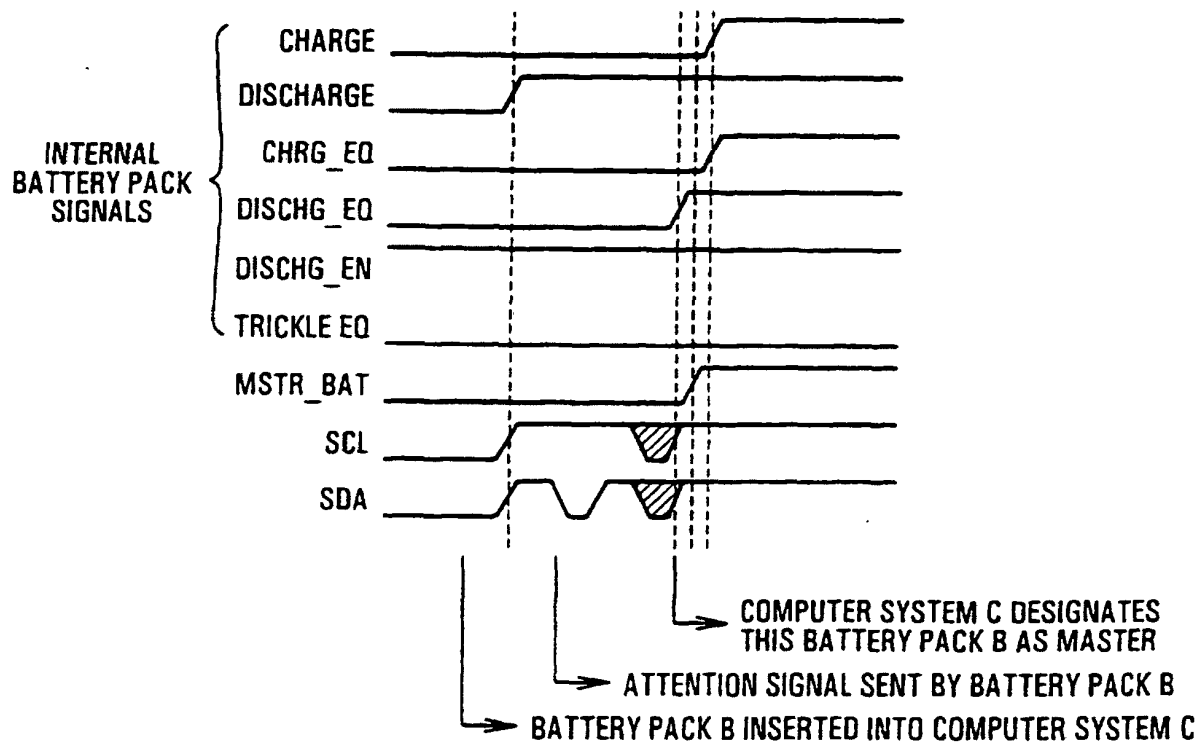 CHARGE
DISCHARGE
CHRG_EQ
INTERNAL
BATTERY PACK
SIGNALS
DISCHG_EQ
DISCHG_EN
TRICKLE EQ
MSTR_BAT
SCL
SDA
COMPUTER SYSTEM C DESIGNATES
THIS BATTERY PACK B AS MASTER
ATTENTION SIGNAL SENT BY BATTERY PACK B
BATTERY PACK B INSERTED INTO COMPUTER SYSTEM C